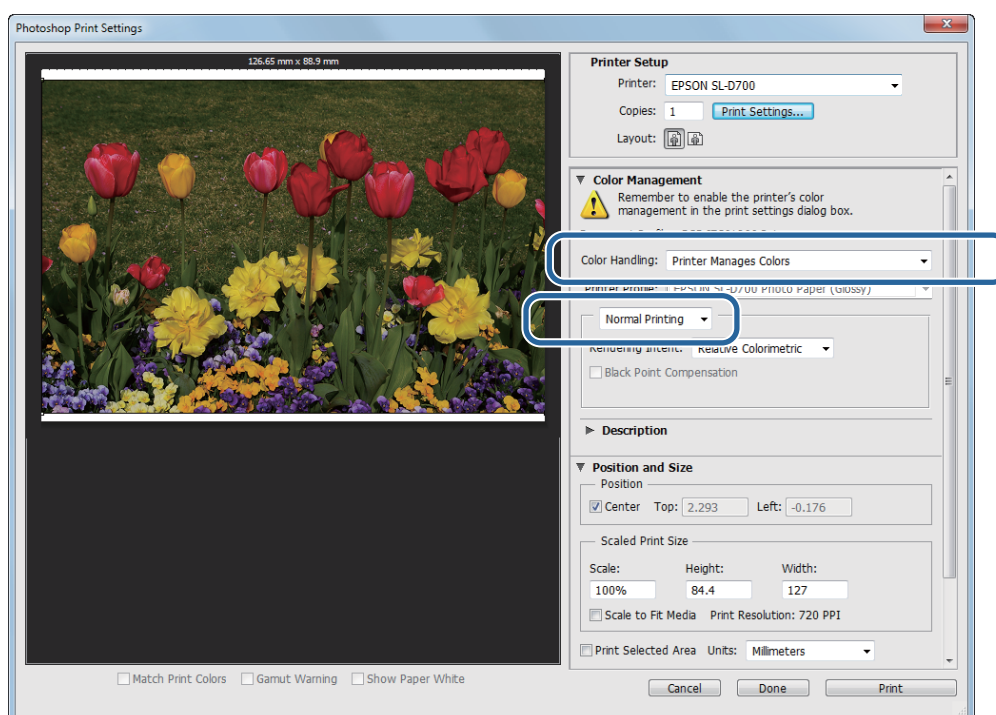 Photoshop Print Settings
126.65 mm x 88.9 mm
Printer Setup
Printer: EPSON SL-D700
Copies: 1 Print Settings...
Layout:
Color Management
Remember to enable the printer's color
management in the print settings dialog box.
Color Handling: Printer Manages Colors
Printer Profile: EPSON SL-D700 Photo Paper (Glossy)
Normal Printing
Rendering Intent: Relative Colorimetric
Black Point Compensation
Description
Position and Size
Position
Center Top: 2.293 Left: -0.176
Scaled Print Size
Scale: Height: Width:
100% 84.4 127
Scale to Fit Media Print Resolution: 720 PPI
Print Selected Area Units: Millimeters
Match Print Colors Gamut Warning Show Paper White
Cancel Done Print